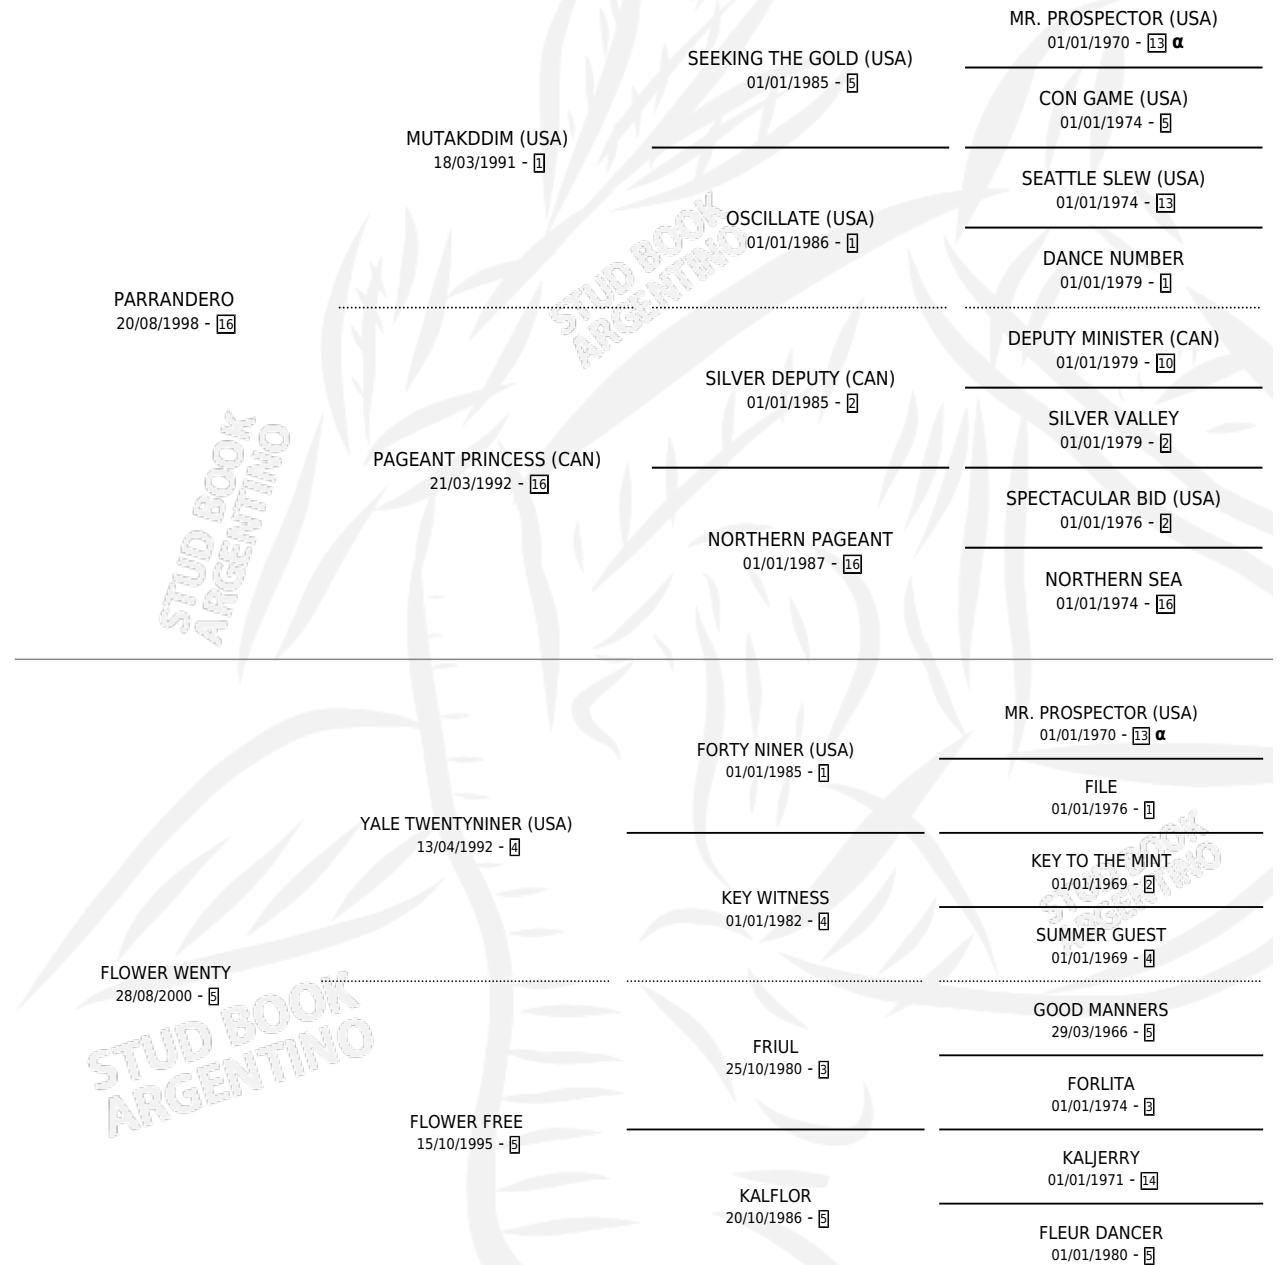 MR. PROSPECTOR (USA)
01/01/1970 - 13 α
SEEKING THE GOLD (USA)
01/01/1985 - 5
CON GAME (USA)
01/01/1974 - 5
MUTAKDDIM (USA)
18/03/1991 - 1
SEATTLE SLEW (USA)
01/01/1974 - 13
OSCILLATE (USA)
01/01/1986 - 1
DANCE NUMBER
01/01/1979 - 1
PARRANDERO
20/08/1998 - 16
DEPUTY MINISTER (CAN)
01/01/1979 - 10
SILVER DEPUTY (CAN)
01/01/1985 - 2
SILVER VALLEY
01/01/1979 - 2
PAGEANT PRINCESS (CAN)
21/03/1992 - 16
SPECTACULAR BID (USA)
01/01/1976 - 2
NORTHERN PAGEANT
01/01/1987 - 16
NORTHERN SEA
01/01/1974 - 16
MR. PROSPECTOR (USA)
01/01/1970 - 13 α
FORTY NINER (USA)
01/01/1985 - 1
FILE
01/01/1976 - 1
YALE TWENTYNINER (USA)
13/04/1992 - 4
KEY TO THE MINT
01/01/1969 - 2
KEY WITNESS
01/01/1982 - 4
SUMMER GUEST
01/01/1969 - 4
FLOWER WENTY
28/08/2000 - 5
GOOD MANNERS
29/03/1966 - 5
FRIUL
25/10/1980 - 3
FORLITA
01/01/1974 - 3
FLOWER FREE
15/10/1995 - 5
KALJERRY
01/01/1971 - 14
KALFLOR
20/10/1986 - 5
FLEUR DANCER
01/01/1980 - 5
STUD BOOK
ARGENTINO
STUD BOOK
ARGENTINO
STUD BOOK
ARGENTINO
STUD BOOK
ARGENTINO